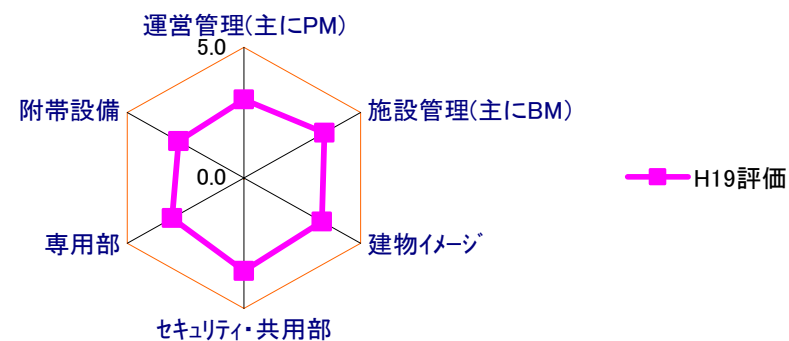 運営管理(主にPM)
5.0
附帯設備
施設管理(主にBM)
0.0
H19評価
専用部
建物ｲﾒｰｼﾞ
ｾｷｭﾘﾃｨ・共用部